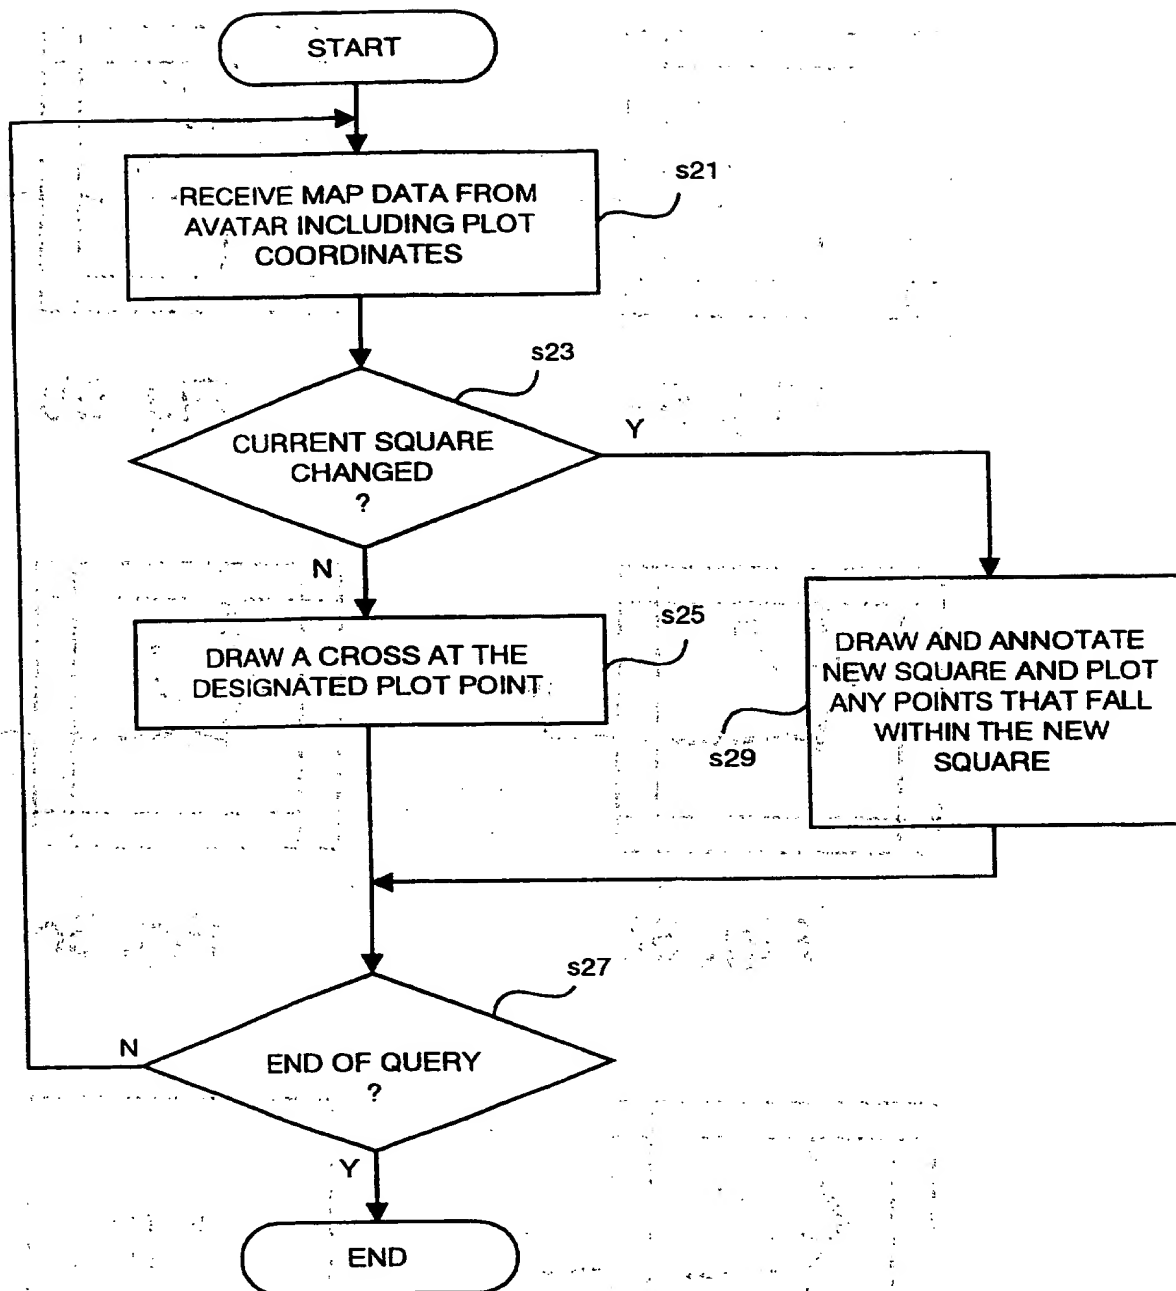 START
RECEIVE MAP DATA FROM
AVATAR INCLUDING PLOT
COORDINATES
s21
s23
CURRENT SQUARE
CHANGED
?
Y
N
DRAW A CROSS AT THE
DESIGNATED PLOT POINT
s25
DRAW AND ANNOTATE
NEW SQUARE AND PLOT
ANY POINTS THAT FALL
WITHIN THE NEW
SQUARE
s29
s27
END OF QUERY
?
N
Y
END